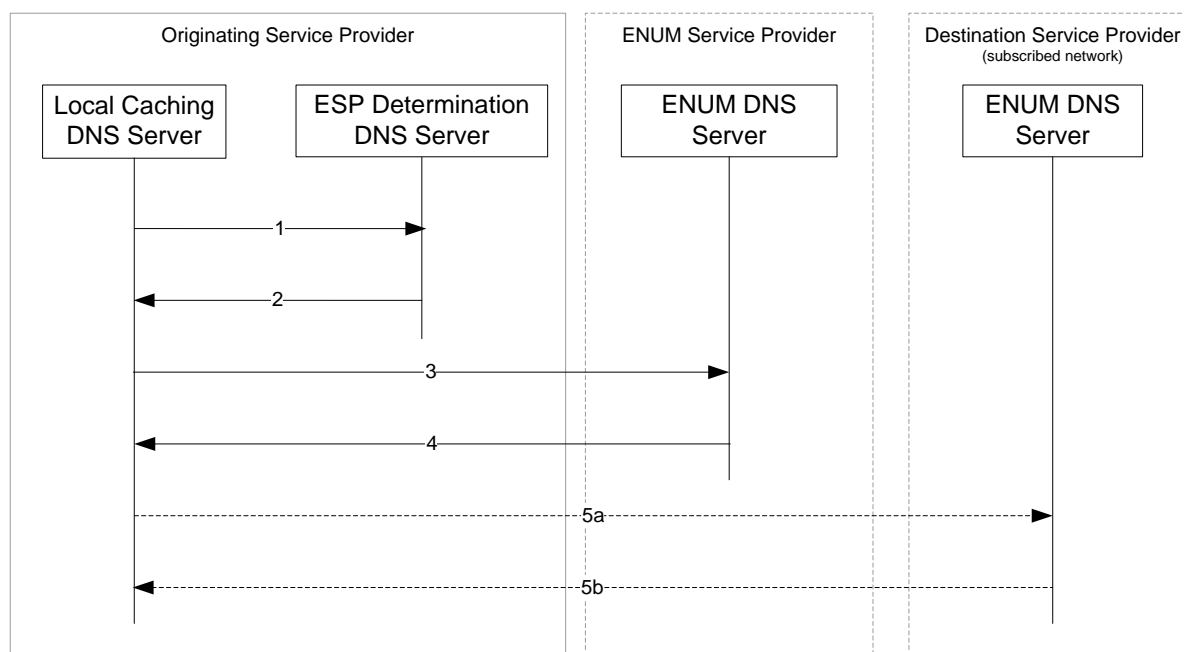 Originating Service Provider
ENUM Service Provider
Destination Service Provider
(subscribed network)
Local Caching
DNS Server
ESP Determination
DNS Server
ENUM DNS
Server
ENUM DNS
Server
1
2
3
4
5a
5b